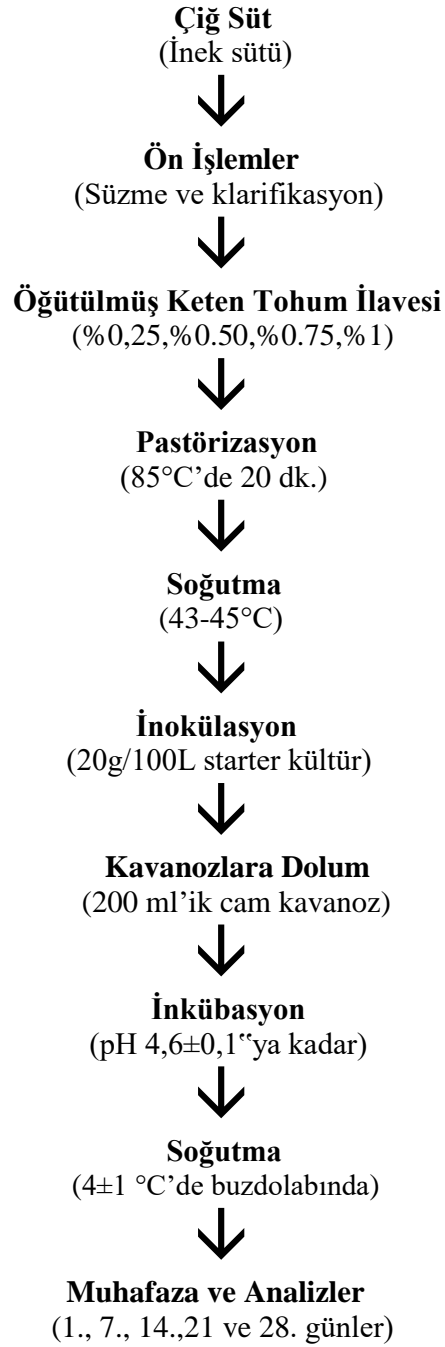 Çiğ Süt
(İnek sütü)
Ön İşlemler
(Süzme ve klarifikasyon)
Öğütülmüş Keten Tohum İlavesi
(%0,25,%0.50,%0.75,%1)
Pastörizasyon
(85°C’de 20 dk.)
Soğutma
(43-45°C)
İnokülasyon
(20g/100L starter kültür)
Kavanozlara Dolum
(200 ml’ik cam kavanoz)
İnkübasyon
(pH 4,6±0,1‟ya kadar)
Soğutma
(4±1 °C’de buzdolabında)
Muhafaza ve Analizler
(1., 7., 14.,21 ve 28. günler)